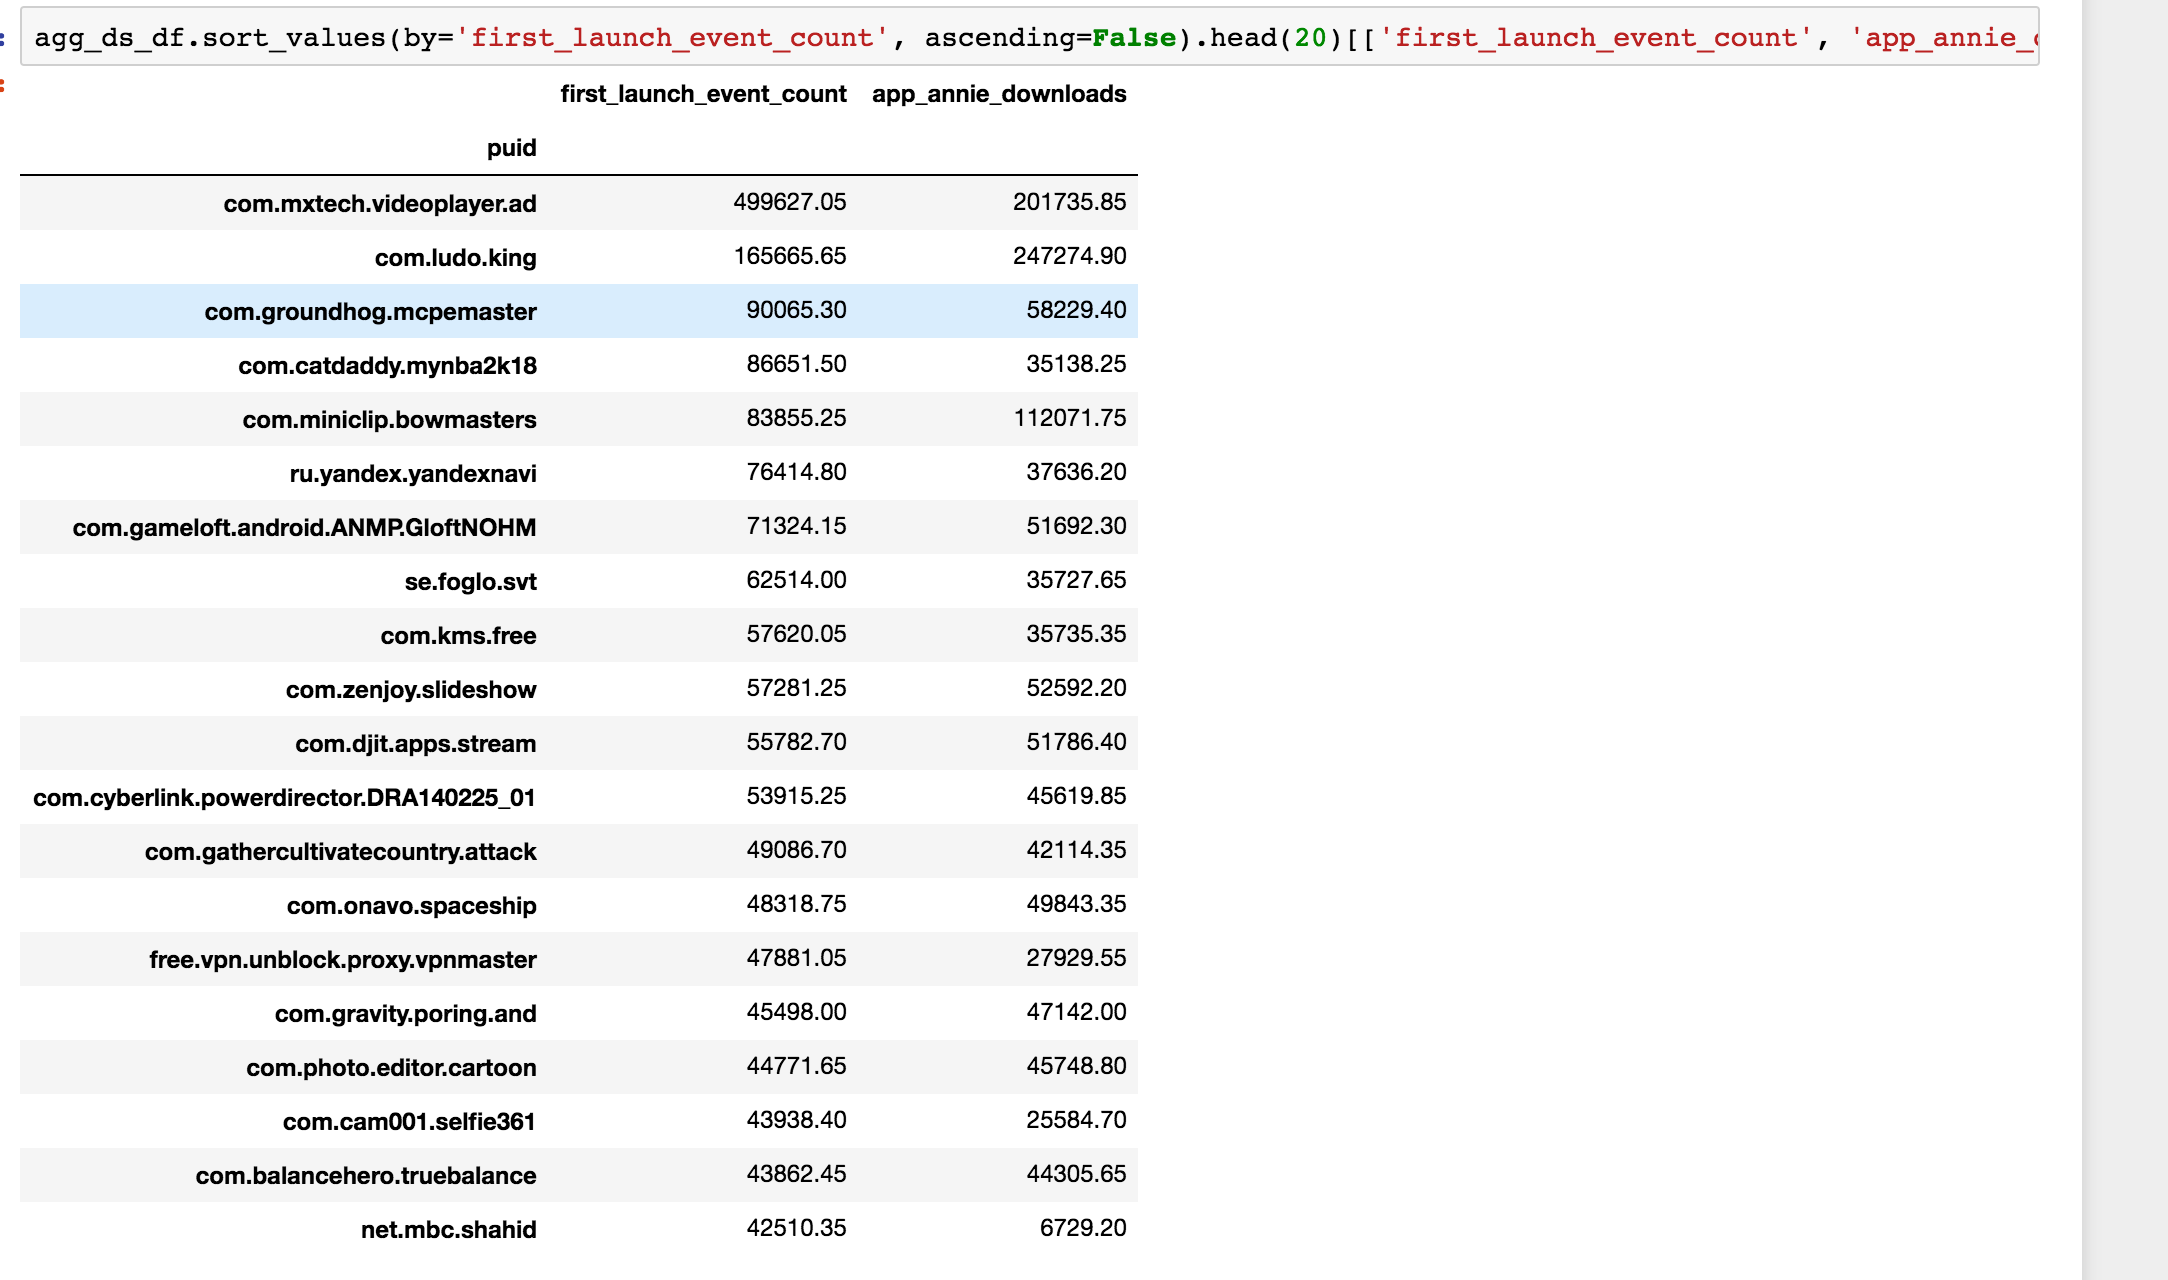 agg_ds_df.sort_values(by='first_launch_event_count', ascending=False).head(20)[['first_launch_event_count', 'app_annie_
first_launch_event_count app_annie_downloads
puid
com.mxtech.videoplayer.ad 499627.05 201735.85
com.ludo.king 165665.65 247274.90
com.groundhog.mcpemaster 90065.30 58229.40
com.catdaddy.mynba2k18 86651.50 35138.25
com.miniclip.bowmasters 83855.25 112071.75
ru.yandex.yandexnavi 76414.80 37636.20
com.gameloft.android.ANMP.GloftNOHM 71324.15 51692.30
se.foglo.svt 62514.00 35727.65
com.kms.free 57620.05 35735.35
com.zenjoy.slideshow 57281.25 52592.20
com.djit.apps.stream 55782.70 51786.40
com.cyberlink.powerdirector.DRA140225_01 53915.25 45619.85
com.gathercultivatecountry.attack 49086.70 42114.35
com.onavo.spaceship 48318.75 49843.35
free.vpn.unblock.proxy.vpnmaster 47881.05 27929.55
com.gravity.poring.and 45498.00 47142.00
com.photo.editor.cartoon 44771.65 45748.80
com.cam001.selfie361 43938.40 25584.70
com.balancehero.truebalance 43862.45 44305.65
net.mbc.shahid 42510.35 6729.20